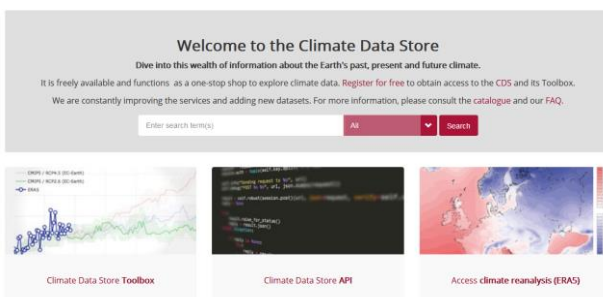 Welcome to the Climate Data Store
Dive into this wealth of information about the Earth's past, present and future climate.
It is freely available and functions as a one-stop shop to explore climate data. Register for free to obtain access to the CDS and its Toolbox.
We are constantly improving the services and adding new datasets. For more information, please consult the catalogue and our FAQ.
Enter search term(s)
All
Search
ERA5
Climate Data Store Toolbox
Climate Data Store API
Access climate reanalysis (ERA5)